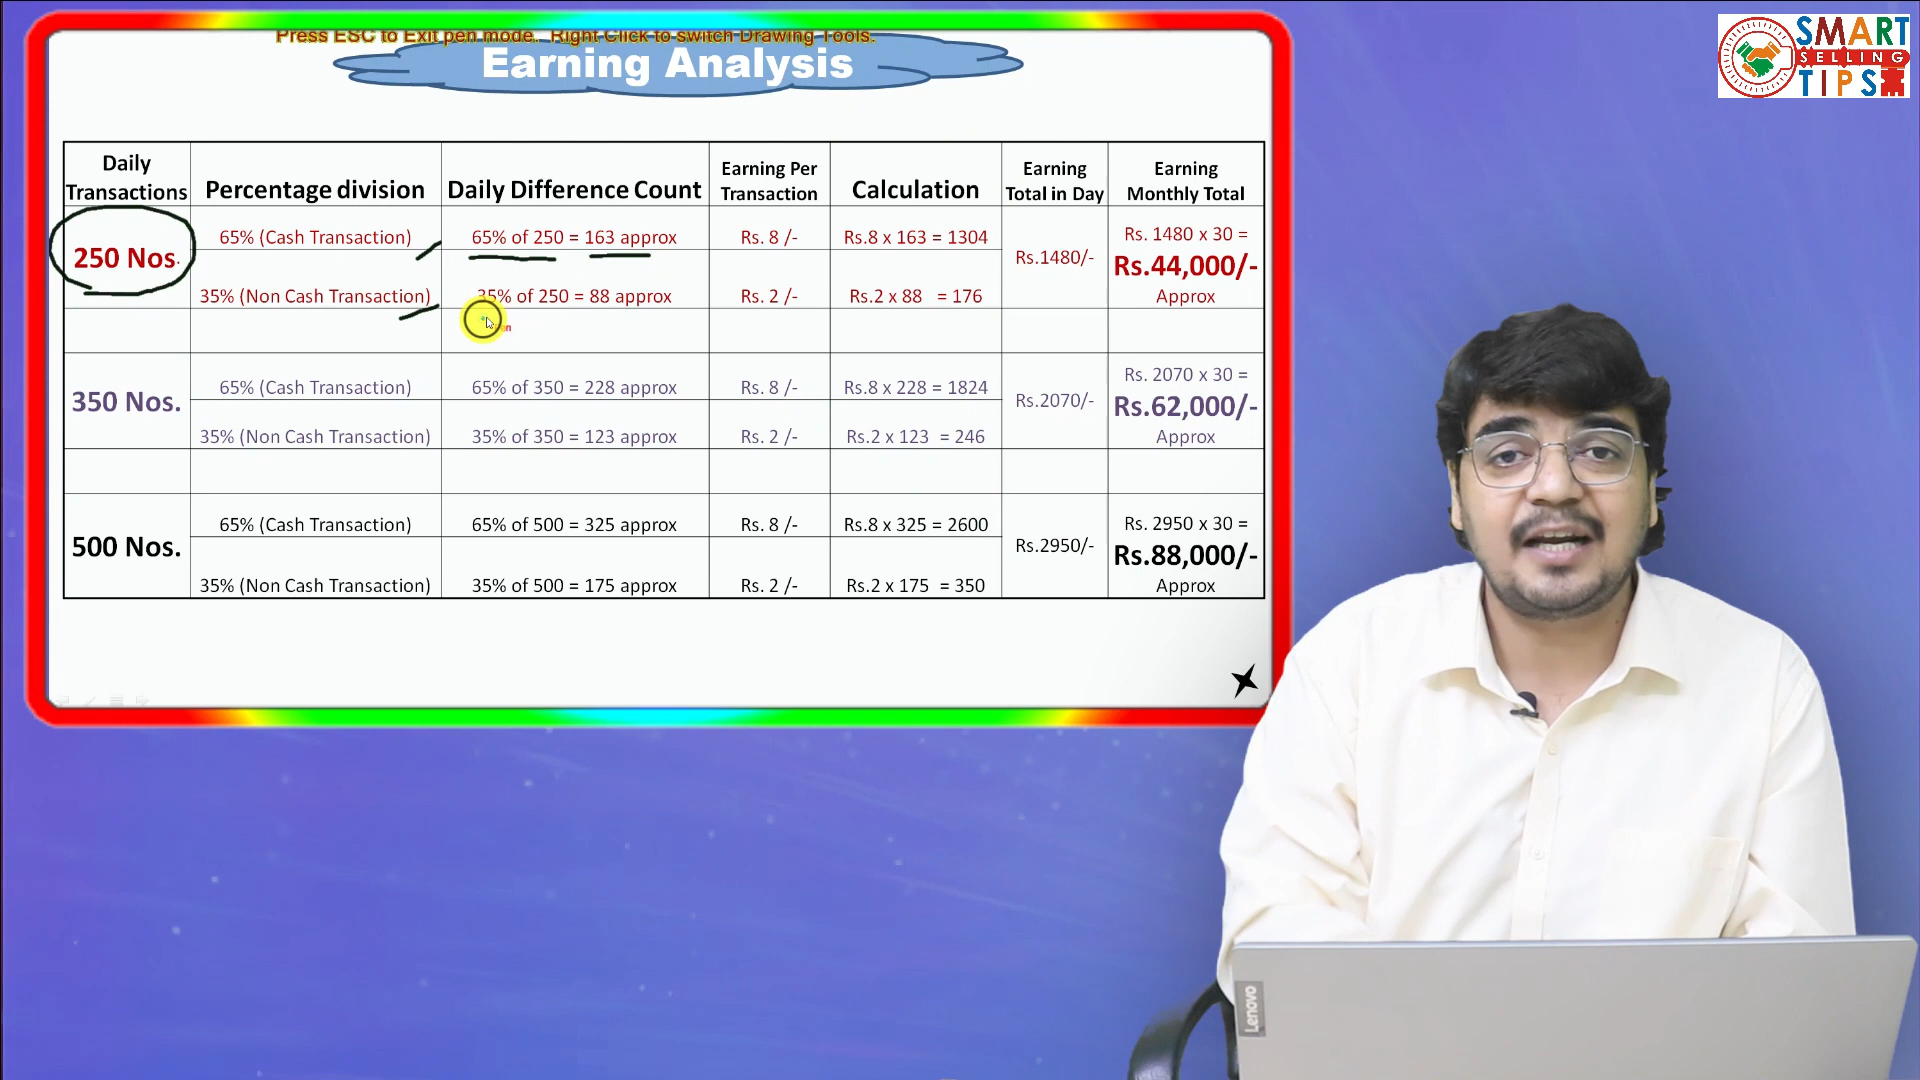 Press ESC to Exit pen mode. Right Click to switch Drawing Tools.
Earning Analysis
SMART
SELLING
TIPS
Daily Transactions
Percentage division
Daily Difference Count
Earning Per Transaction
Calculation
Earning Total in Day
Earning Monthly Total
250 Nos.
65% (Cash Transaction)
65% of 250 = 163 approx
Rs. 8 /-
Rs.8 x 163 = 1304
35% (Non Cash Transaction)
35% of 250 = 88 approx
Rs. 2 /-
Rs.2 x 88 = 176
Rs.1480/-
Rs. 1480 x 30 =
Rs.44,000/-
Approx
350 Nos.
65% (Cash Transaction)
65% of 350 = 228 approx
Rs. 8 /-
Rs.8 x 228 = 1824
35% (Non Cash Transaction)
35% of 350 = 123 approx
Rs. 2 /-
Rs.2 x 123 = 246
Rs.2070/-
Rs. 2070 x 30 =
Rs.62,000/-
Approx
500 Nos.
65% (Cash Transaction)
65% of 500 = 325 approx
Rs. 8 /-
Rs.8 x 325 = 2600
35% (Non Cash Transaction)
35% of 500 = 175 approx
Rs. 2 /-
Rs.2 x 175 = 350
Rs.2950/-
Rs. 2950 x 30 =
Rs.88,000/-
Approx
Lenovo